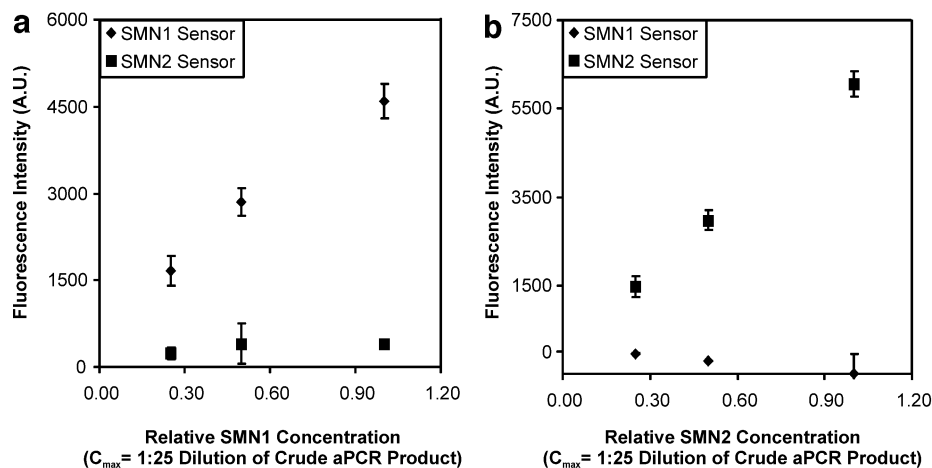 a
SMN1 Sensor
SMN2 Sensor
Fluorescence Intensity (A.U.)
6000
4500
3000
1500
0
0.00 0.30 0.60 0.90 1.20
Relative SMN1 Concentration
(Cmax= 1:25 Dilution of Crude aPCR Product)
b
SMN1 Sensor
SMN2 Sensor
Fluorescence Intensity (A.U.)
7500
5500
3500
1500
0
0.00 0.30 0.60 0.90 1.20
Relative SMN2 Concentration
(Cmax= 1:25 Dilution of Crude aPCR Product)